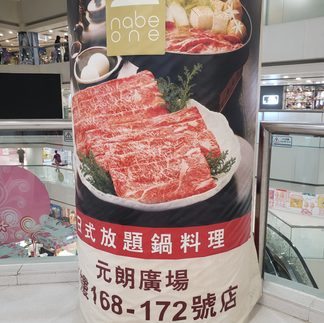 nabe
one
日式放題鍋料理
元朗廣場
168-172號店